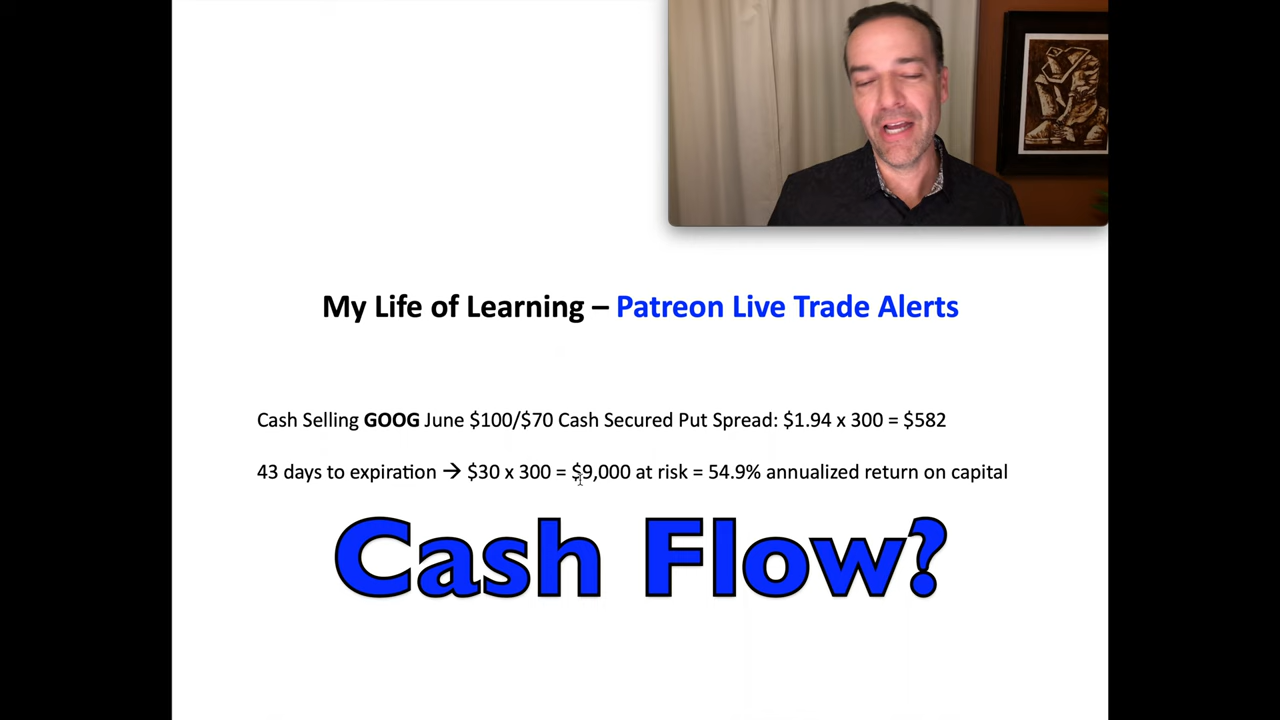 My Life of Learning – Patreon Live Trade Alerts
Cash Selling GOOG June $100/$70 Cash Secured Put Spread: $1.94 x 300 = $582
43 days to expiration → $30 x 300 = $9,000 at risk = 54.9% annualized return on capital
Cash Flow?